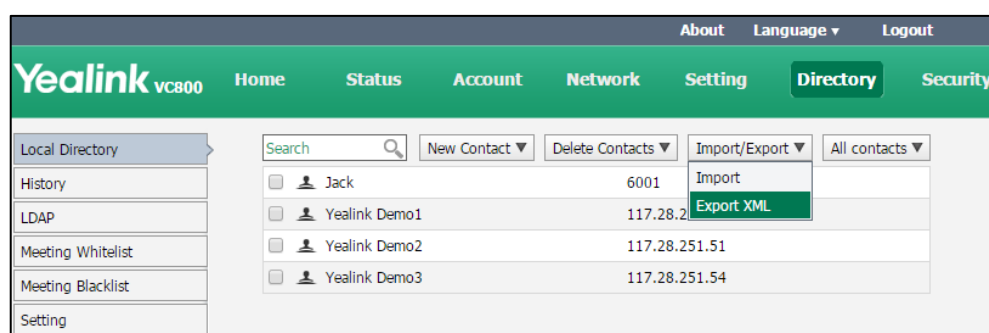 About Language ▾ Logout
Yealink VC800 Home Status Account Network Setting Directory Security
Local Directory
History
LDAP
Meeting Whitelist
Meeting Blacklist
Setting
Search New Contact ▼ Delete Contacts ▼ Import/Export ▼ All contacts ▼
Import
Export XML
Jack 6001
Yealink Demo1 117.28.2
Yealink Demo2 117.28.251.51
Yealink Demo3 117.28.251.54